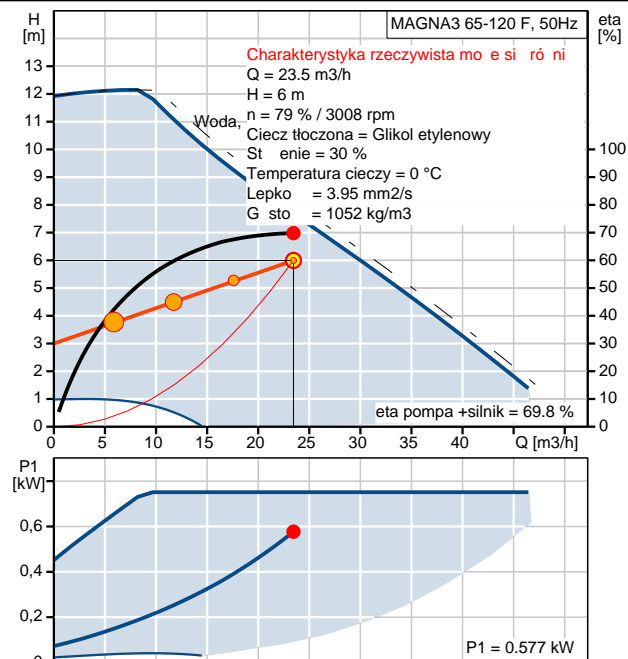 H
[m]
MAGNA3 65-120 F, 50Hz
eta
[%]
Charakterystyka rzeczywista mo e si ró ni
Q = 23.5 m3/h
H = 6 m
n = 79 % / 3008 rpm
Woda,
Ciecz tłoczona = Glikol etylenowy
St enie = 30 %
Temperatura cieczy = 0 °C
Lepko = 3.95 mm2/s
G sto = 1052 kg/m3
13
12
11
10
9
8
7
6
5
4
3
2
1
0
100
90
80
70
60
50
40
30
20
10
0
eta pompa +silnik = 69.8 %
0 5 10 15 20 25 30 35 40 Q [m3/h]
P1
[kW]
0,6
0,4
0,2
0
P1 = 0.577 kW